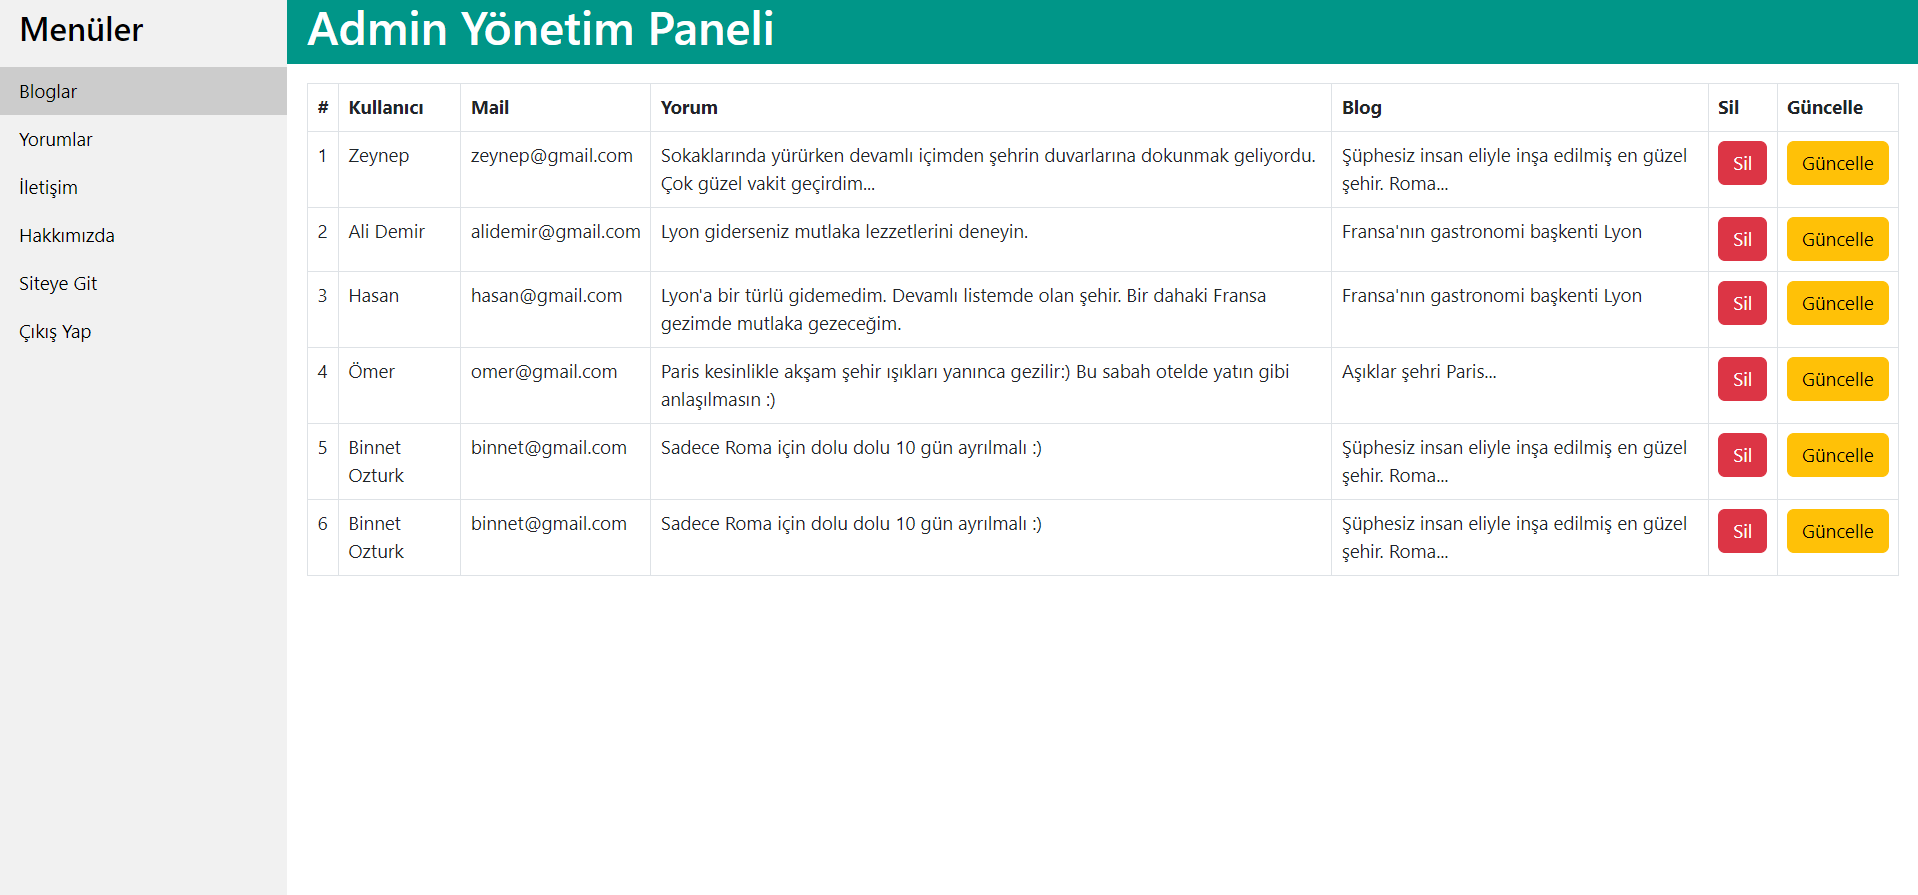 Menüler
Bloglar
Yorumlar
İletişim
Hakkımızda
Siteye Git
Çıkış Yap
Admin Yönetim Paneli
# Kullanıcı Mail Yorum Blog Sil Güncelle
1 Zeynep zeynep@gmail.com Sokaklarında yürürken devamlı içimden şehrin duvarlarına dokunmak geliyordu. Şüphesiz insan eliyle inşa edilmiş en güzel Sil Güncelle
Çok güzel vakit geçirdim... şehir. Roma...
2 Ali Demir alidemir@gmail.com Lyon giderseniz mutlaka lezzetlerini deneyin. Fransa'nın gastronomi başkenti Lyon Sil Güncelle
3 Hasan hasan@gmail.com Lyon'a bir türlü gidemedim. Devamlı listemde olan şehir. Bir dahaki Fransa Fransa'nın gastronomi başkenti Lyon Sil Güncelle
gezimde mutlaka gezeceğim.
4 Ömer omer@gmail.com Paris kesinlikle akşam şehir ışıkları yanınca gezilir:) Bu sabah otelde yatın gibi Aşıklar şehri Paris... Sil Güncelle
anlaşılmasın :)
5 Binnet binnet@gmail.com Sadece Roma için dolu dolu 10 gün ayrılmalı :) Şüphesiz insan eliyle inşa edilmiş en güzel Sil Güncelle
Ozturk şehir. Roma...
6 Binnet binnet@gmail.com Sadece Roma için dolu dolu 10 gün ayrılmalı :) Şüphesiz insan eliyle inşa edilmiş en güzel Sil Güncelle
Ozturk şehir. Roma...